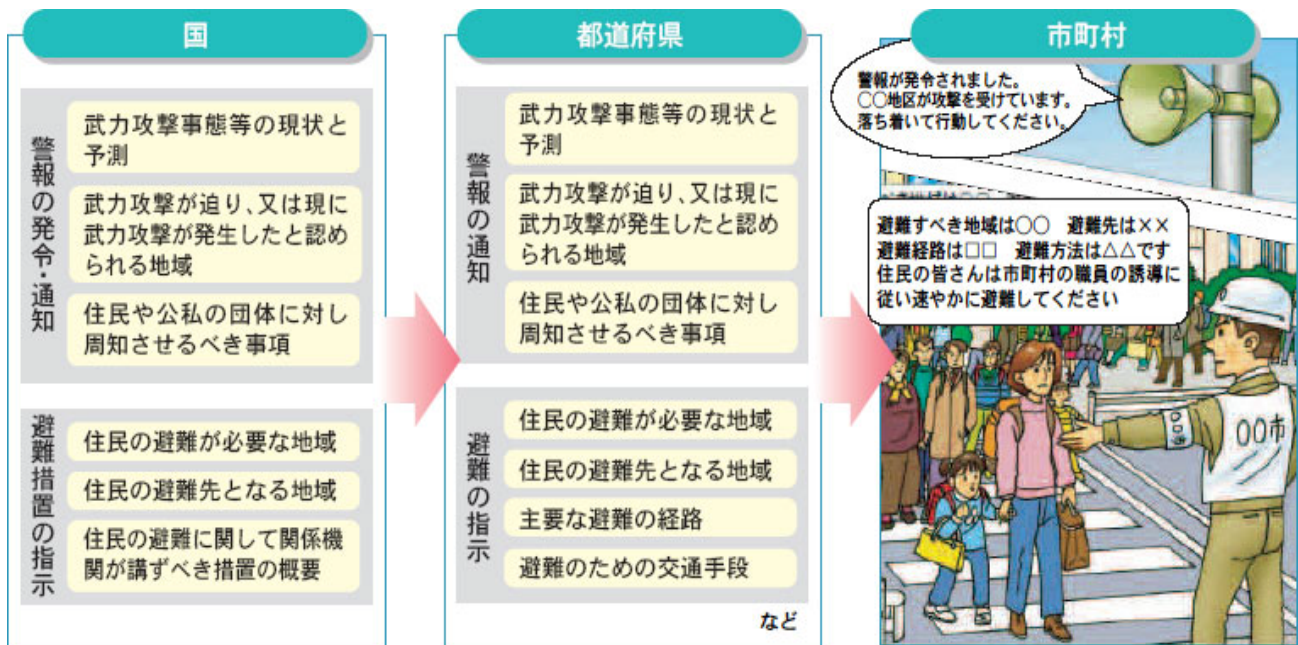 国
警報の発令・通知
武力攻撃事態等の現状と
予測
武力攻撃が迫り、又は現に
武力攻撃が発生したと認め
られる地域
住民や公私の団体に対し
周知させるべき事項
避難措置の指示
住民の避難が必要な地域
住民の避難先となる地域
住民の避難に関して関係機
関が講ずべき措置の概要
都道府県
警報の通知
武力攻撃事態等の現状と
予測
武力攻撃が迫り、又は現に
武力攻撃が発生したと認め
られる地域
住民や公私の団体に対し
周知させるべき事項
避難の指示
住民の避難が必要な地域
住民の避難先となる地域
主要な避難の経路
避難のための交通手段
など
市町村
警報が発令されました。
○○地区が攻撃を受けています。
落ち着いて行動してください。
避難すべき地域は○○　避難先は××
避難経路は□□　避難方法は△△です
住民の皆さんは市町村の職員の誘導に
従い速やかに避難してください
○○市
○○市